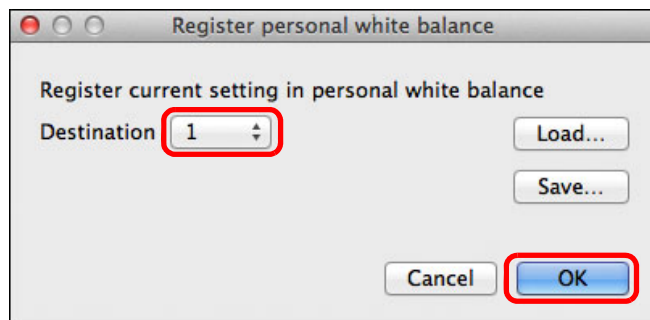 Register personal white balance
Register current setting in personal white balance
Destination 1
Load...
Save...
Cancel OK